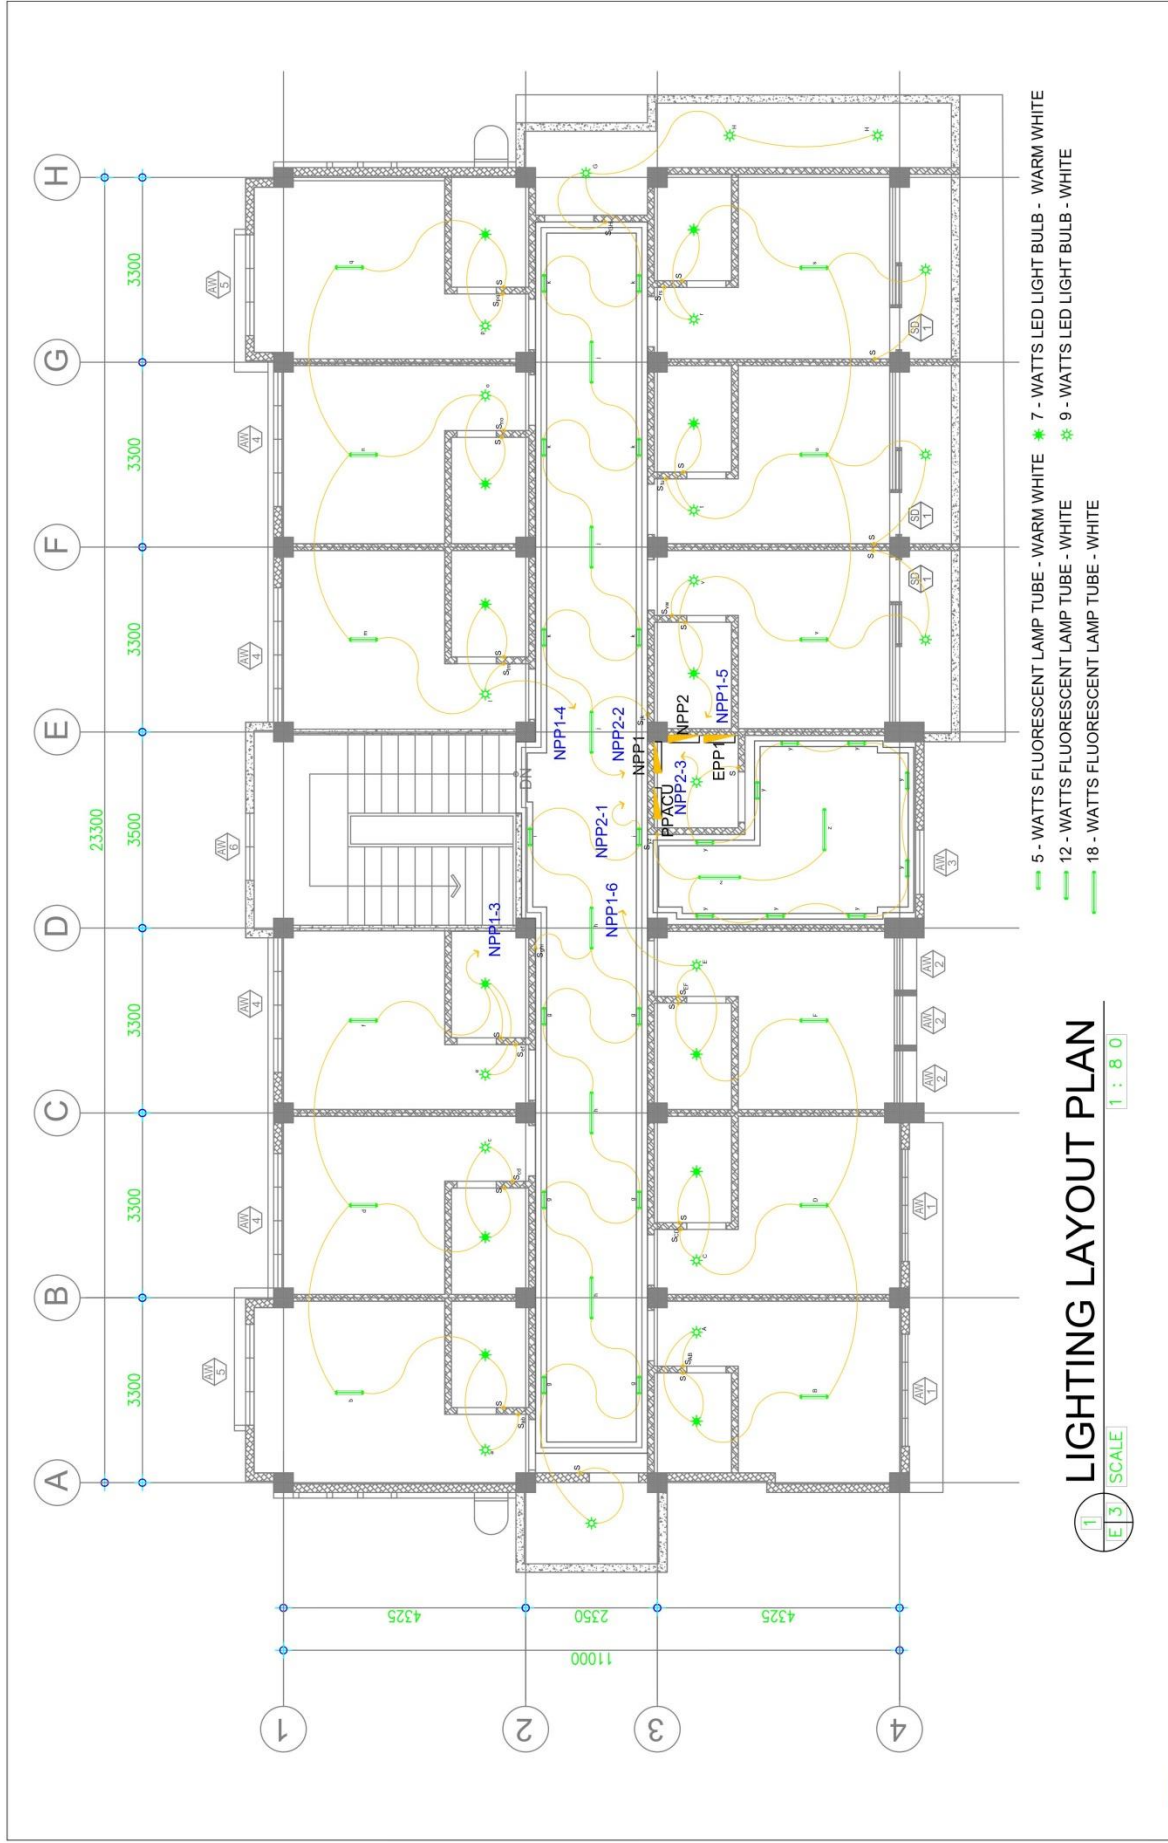 H
G
F
E
D
C
B
A
3300
3300
3300
3500
3300
3300
3300
23300
AW
5
AW
4
AW
4
AW
6
AW
4
AW
4
AW
5
DN
NPP1-4
NPP2-2
NPP1
NPP2
NPP1-5
EPP1
NPP2-3
PPACU
NPP2-1
NPP1-6
NPP1-3
SD
1
SD
1
SD
1
AW
3
AW
2
AW
2
AW
2
AW
1
AW
1
1
2
3
4
4325
2350
4325
11000
5 - WATTS FLUORESCENT LAMP TUBE - WARM WHITE
12 - WATTS FLUORESCENT LAMP TUBE - WHITE
18 - WATTS FLUORESCENT LAMP TUBE - WHITE
7 - WATTS LED LIGHT BULB - WARM WHITE
9 - WATTS LED LIGHT BULB - WHITE
1
E 3
LIGHTING LAYOUT PLAN
SCALE
1 : 8 0